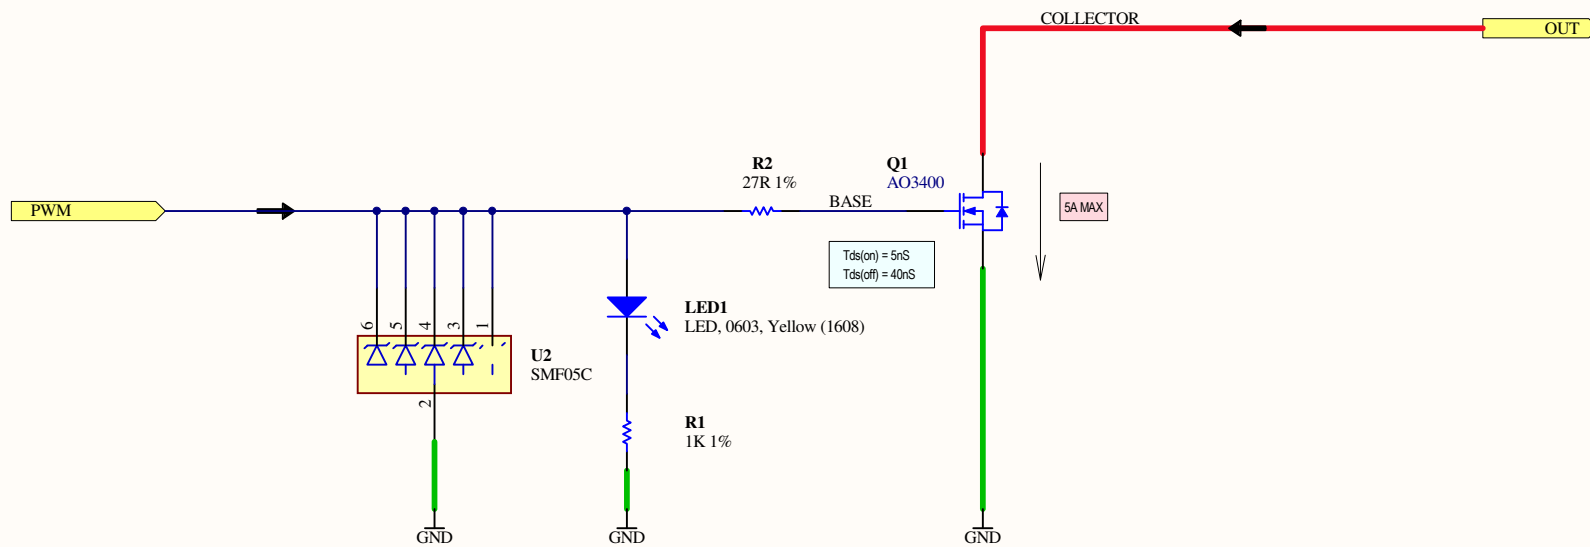 COLLECTOR
OUT
R2
27R 1%
Q1
AO3400
PWM
BASE
5A MAX
Tds(on) = 5nS
Tds(off) = 40nS
6
5
4
3
1
U2
SMF05C
2
LED1
LED, 0603, Yellow (1608)
R1
1K 1%
GND
GND
GND